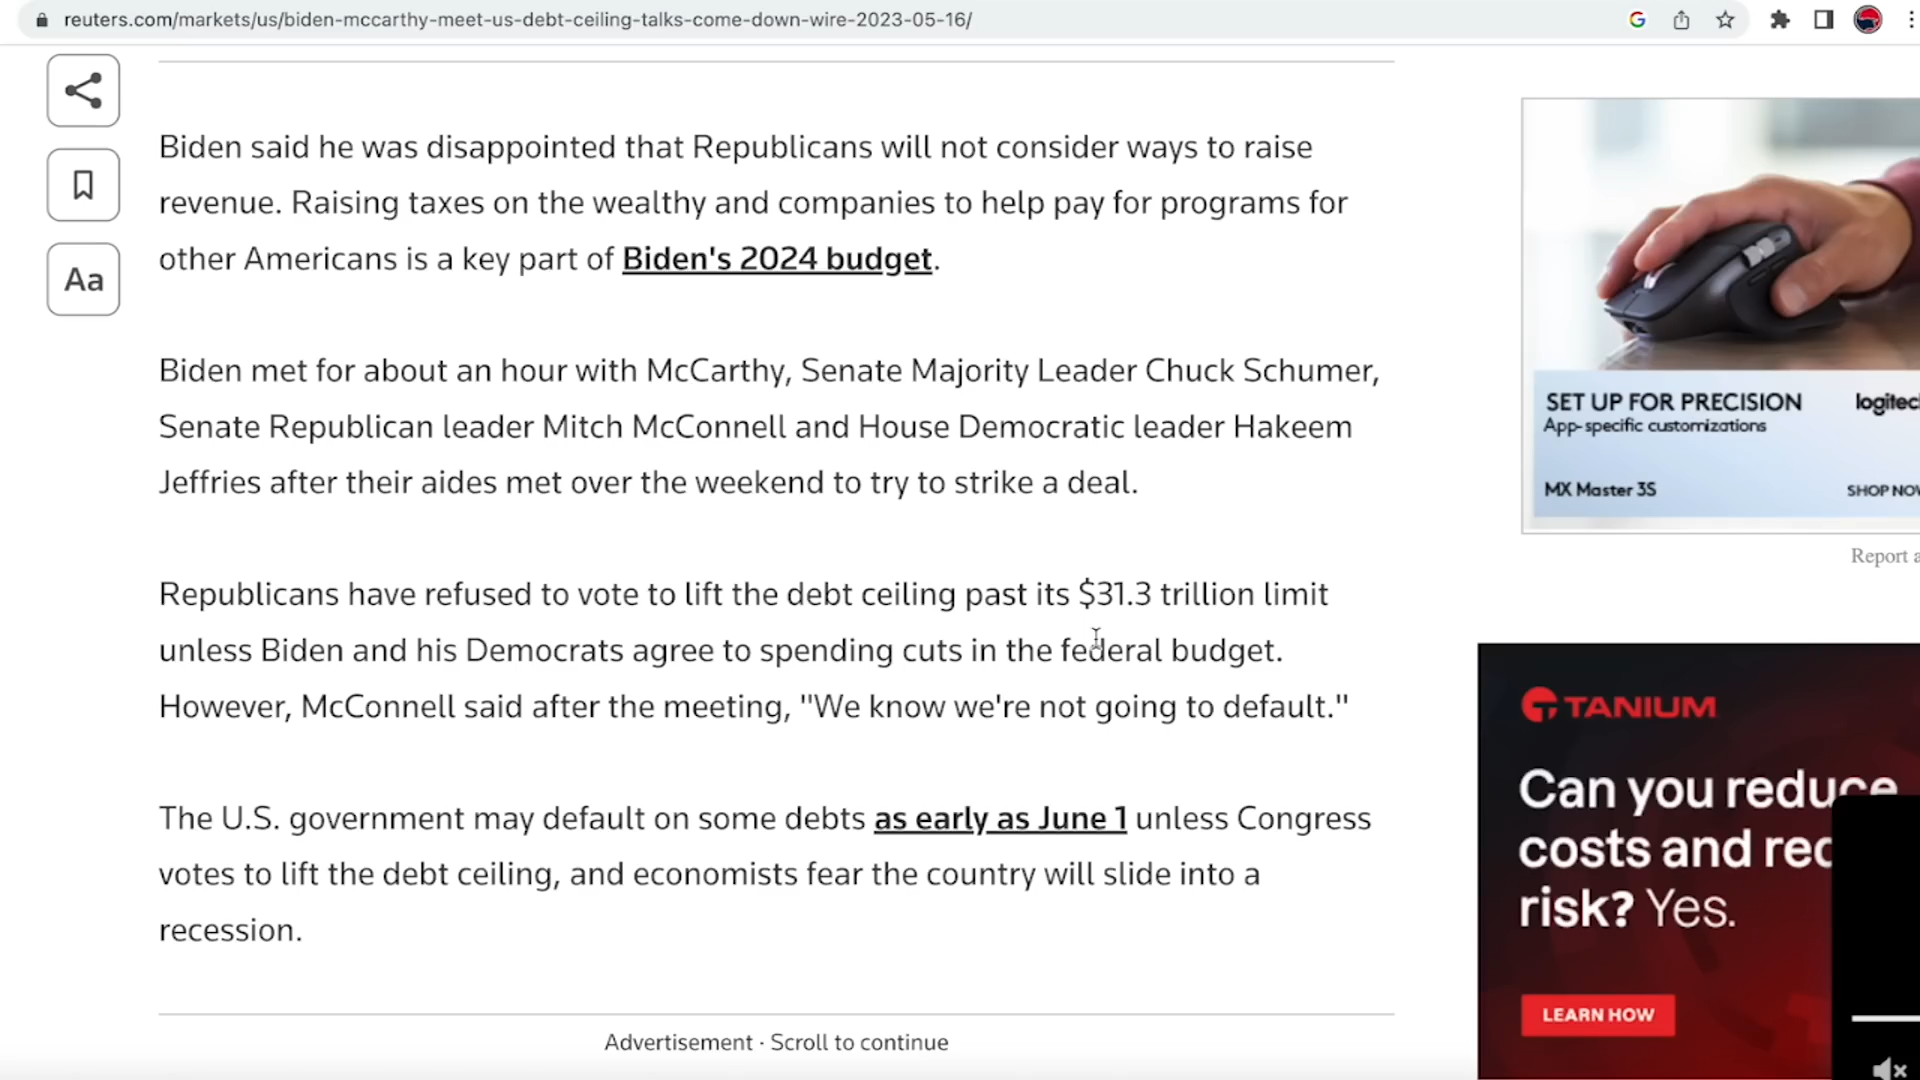 reuters.com/markets/us/biden-mccarthy-meet-us-debt-ceiling-talks-come-down-wire-2023-05-16/
Aa
Biden said he was disappointed that Republicans will not consider ways to raise
revenue. Raising taxes on the wealthy and companies to help pay for programs for
other Americans is a key part of Biden's 2024 budget.
Biden met for about an hour with McCarthy, Senate Majority Leader Chuck Schumer,
Senate Republican leader Mitch McConnell and House Democratic leader Hakeem
Jeffries after their aides met over the weekend to try to strike a deal.
Republicans have refused to vote to lift the debt ceiling past its $31.3 trillion limit
unless Biden and his Democrats agree to spending cuts in the federal budget.
However, McConnell said after the meeting, "We know we're not going to default."
The U.S. government may default on some debts as early as June 1 unless Congress
votes to lift the debt ceiling, and economists fear the country will slide into a
recession.
Advertisement · Scroll to continue
SET UP FOR PRECISION
logitec
App-specific customizations
MX Master 3S
SHOP NOW
Report a
TANIUM
Can you reduce
costs and rec
risk? Yes.
LEARN HOW